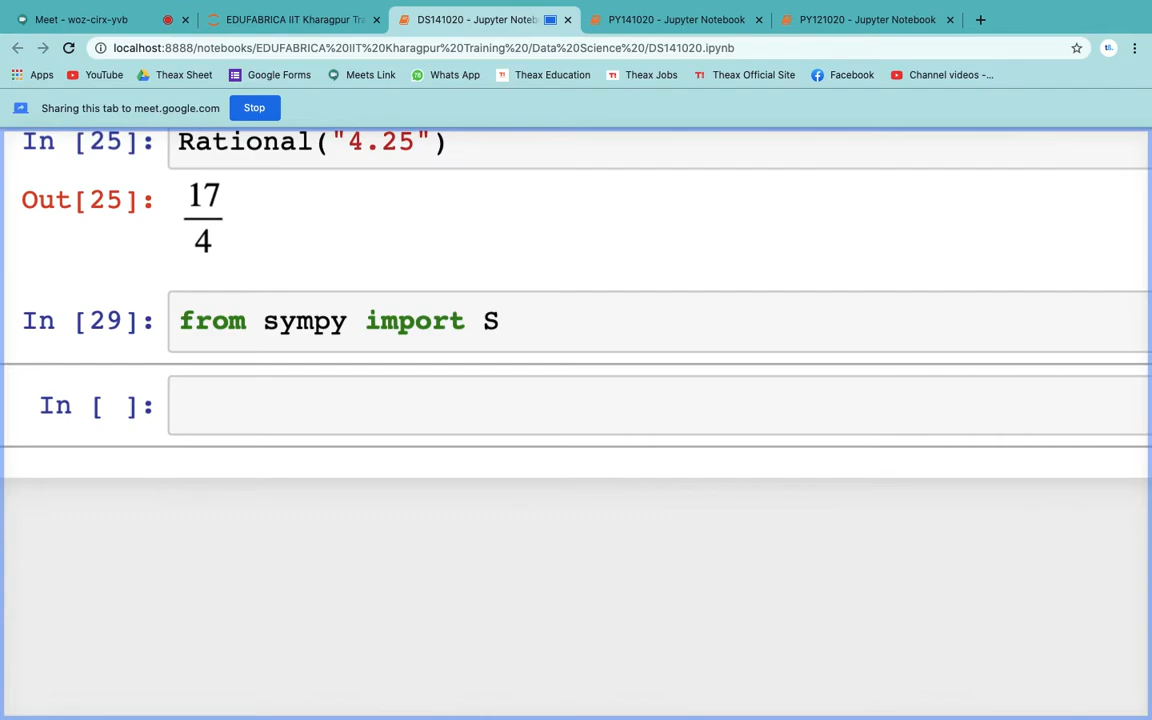 Meet - woz-cirx-yvb
EDUFABRICA IIT Kharagpur Tra
DS141020 - Jupyter Noteb
PY141020 - Jupyter Notebook
PY121020 - Jupyter Notebook
localhost:8888/notebooks/EDUFABRICA%20IIT%20Kharagpur%20Training%20/Data%20Science%20/DS141020.ipynb
Apps YouTube Theax Sheet Google Forms Meets Link Whats App Theax Education Theax Jobs Theax Official Site Facebook Channel videos -...
Sharing this tab to meet.google.com Stop
In [25]: Rational("4.25")
Out[25]: 17
4
In [29]: from sympy import S
In [ ]: